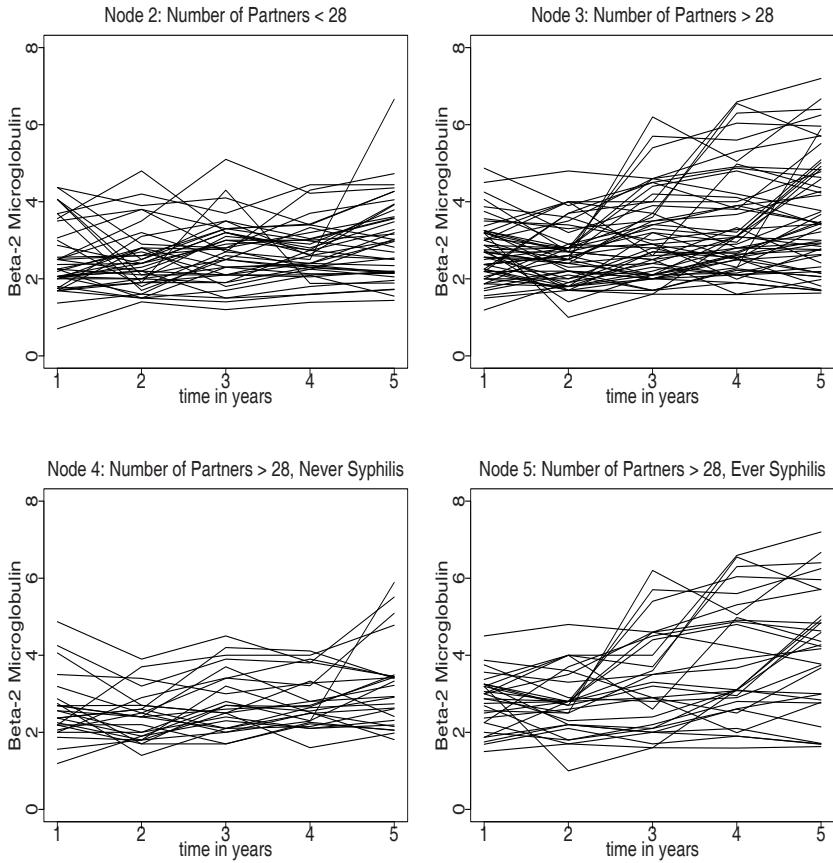 Node 2: Number of Partners < 28
Beta-2 Microglobulin
8
6
4
2
0
1 2 3 4 5
time in years
Node 3: Number of Partners > 28
Beta-2 Microglobulin
8
6
4
2
0
1 2 3 4 5
time in years
Node 4: Number of Partners > 28, Never Syphilis
Beta-2 Microglobulin
8
6
4
2
0
1 2 3 4 5
time in years
Node 5: Number of Partners > 28, Ever Syphilis
Beta-2 Microglobulin
8
6
4
2
0
1 2 3 4 5
time in years